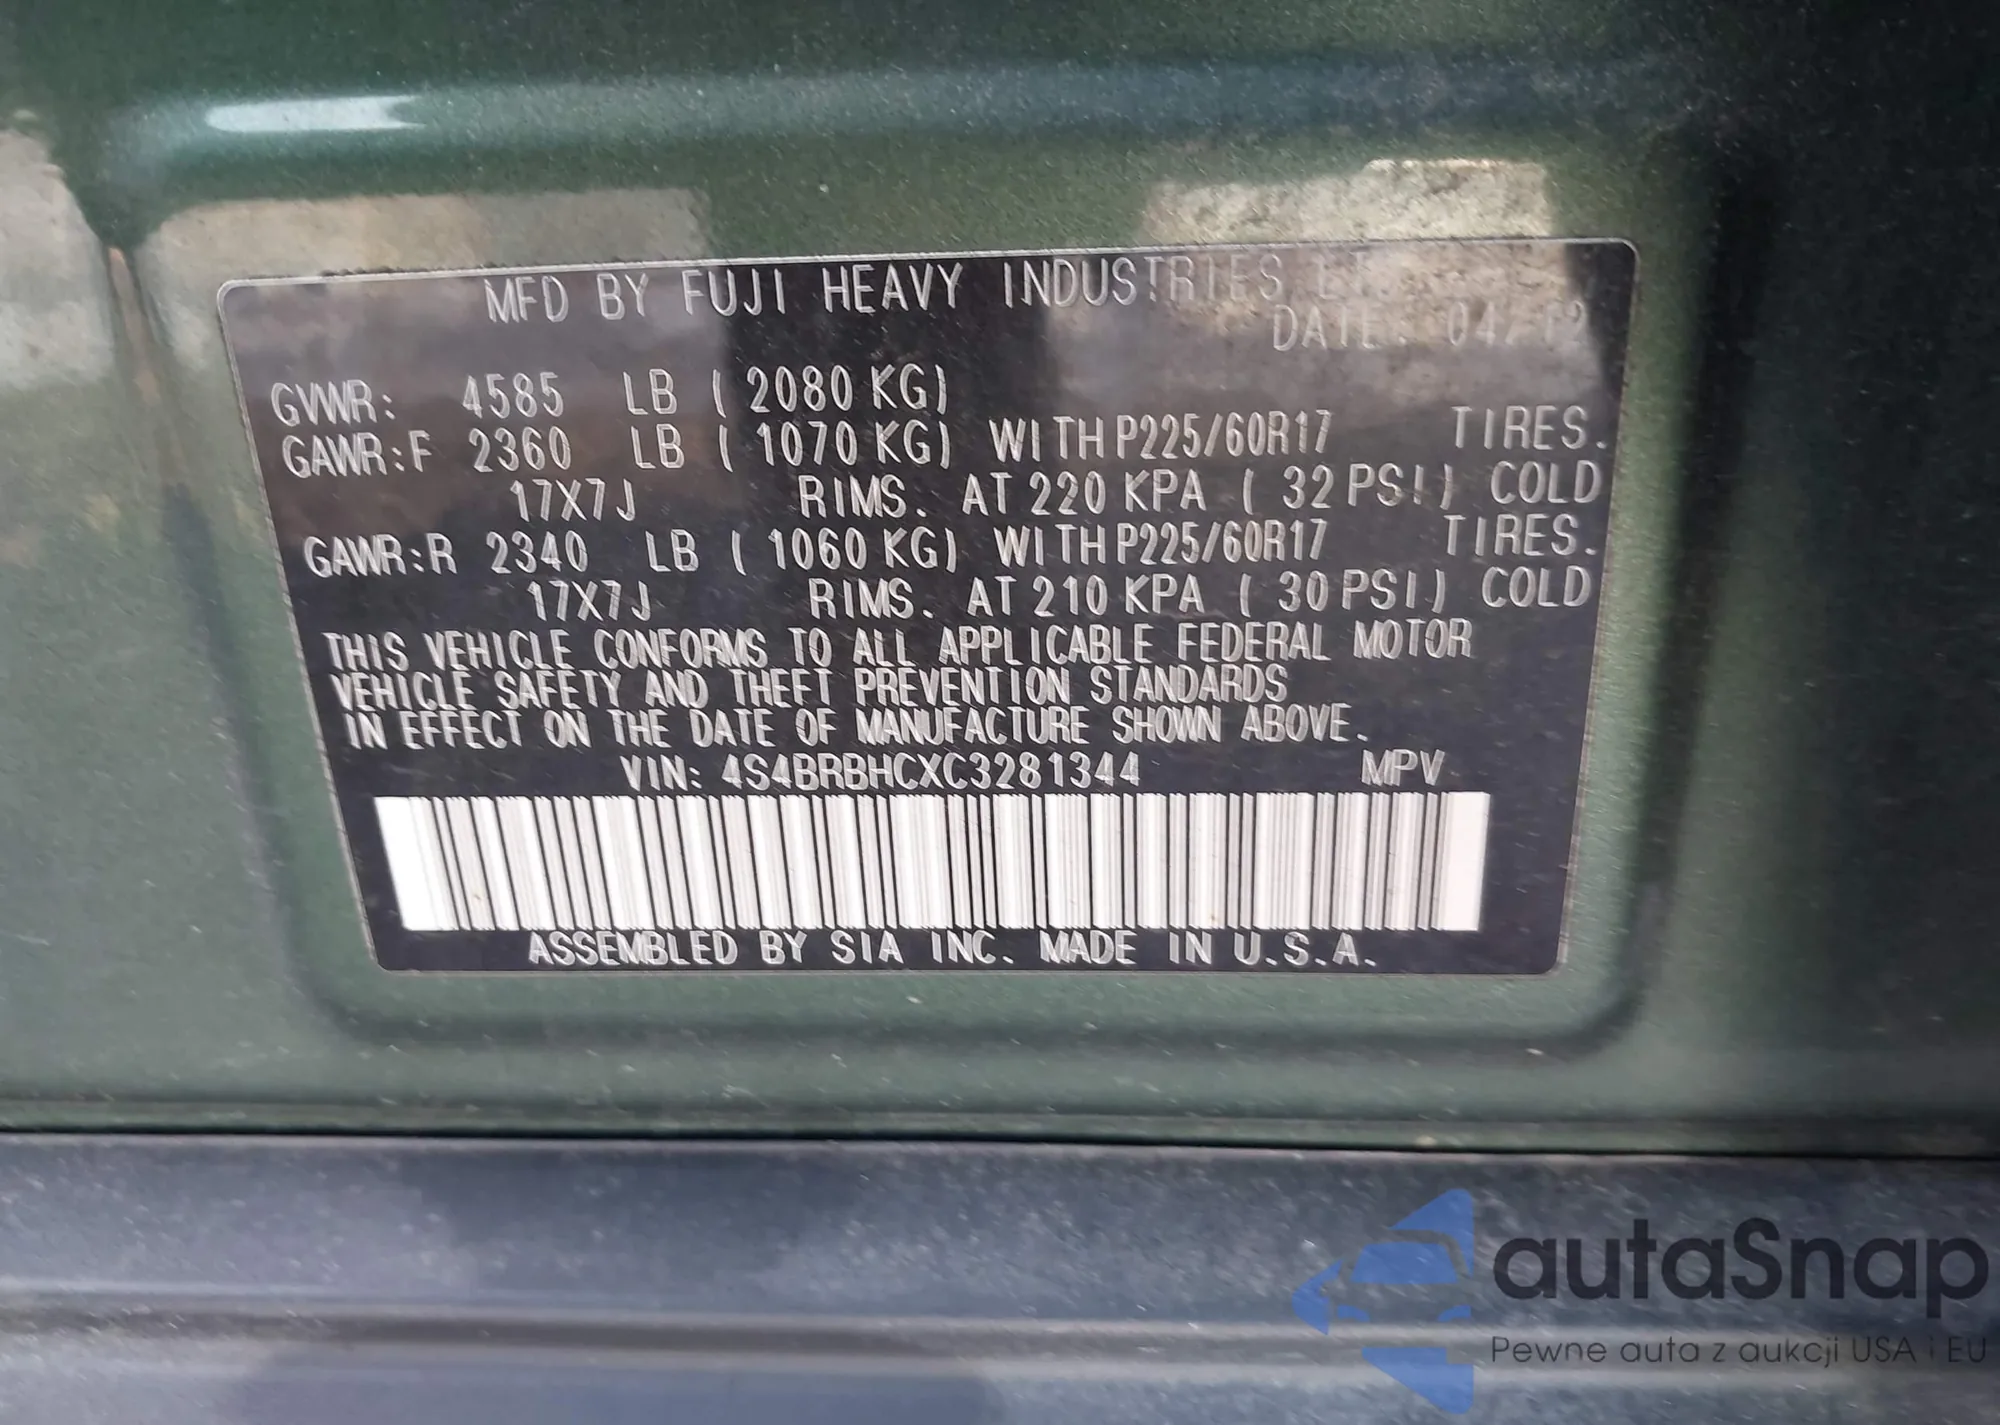 MFD BY FUJI HEAVY INDUSTRIES LT
DATE: 04/12
GVWR: 4585 LB ( 2080 KG)
GAWR:F 2360 LB ( 1070 KG) WITH P225/60R17 TIRES.
17X7J RIMS. AT 220 KPA ( 32 PSI) COLD
GAWR:R 2340 LB ( 1060 KG) WITH P225/60R17 TIRES.
17X7J RIMS. AT 210 KPA ( 30 PSI) COLD
THIS VEHICLE CONFORMS TO ALL APPLICABLE FEDERAL MOTOR
VEHICLE SAFETY AND THEFT PREVENTION STANDARDS
IN EFFECT ON THE DATE OF MANUFACTURE SHOWN ABOVE.
VIN: 4S4BRBHCXC3281344 MPV
ASSEMBLED BY SIA INC. MADE IN U.S.A.
autaSnap
Pewne auta z aukcji USA i EU